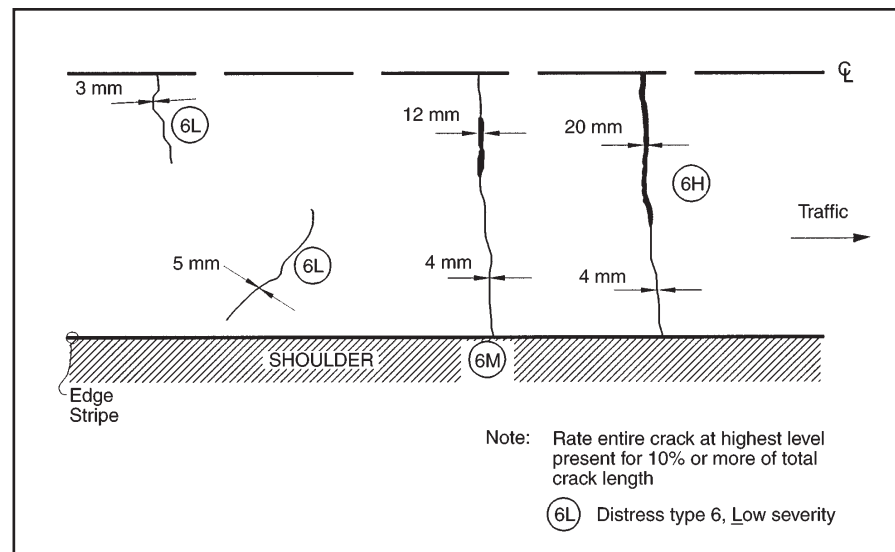 ℄
3 mm
6L
12 mm
20 mm
6H
Traffic
5 mm
6L
4 mm
4 mm
SHOULDER
6M
Edge
Stripe
Note: Rate entire crack at highest level
present for 10% or more of total
crack length
6L Distress type 6, Low severity